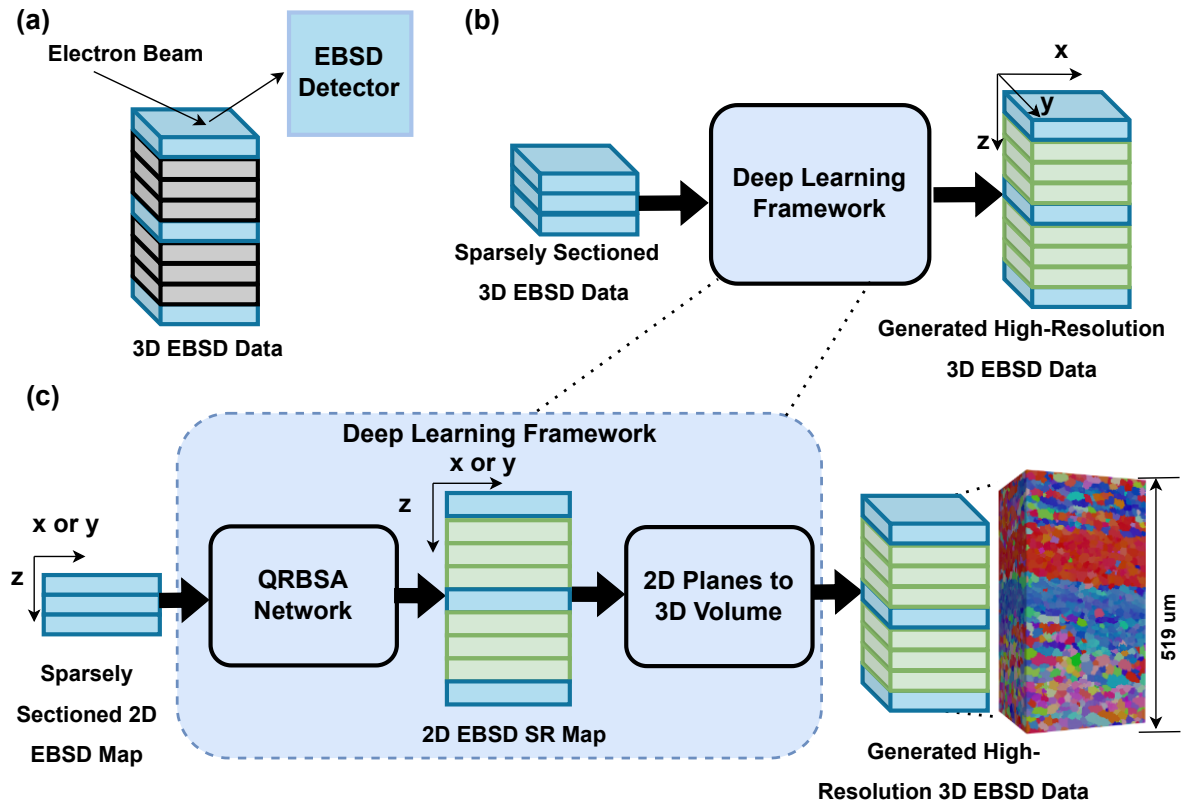 (a)
Electron Beam
EBSD
Detector
3D EBSD Data
(b)
x
y
z
Deep Learning
Framework
Sparsely Sectioned
3D EBSD Data
Generated High-Resolution
3D EBSD Data
(c)
Deep Learning Framework
x or y
z
x or y
z
QRBSA
Network
2D Planes to
3D Volume
519 um
Sparsely
Sectioned 2D
EBSD Map
2D EBSD SR Map
Generated High-
Resolution 3D EBSD Data